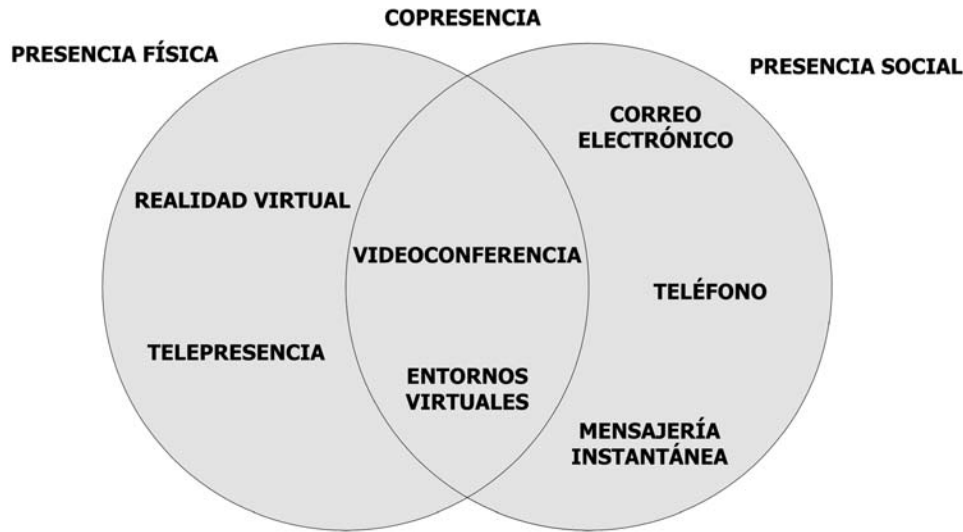 COPRESENCIA
PRESENCIA FÍSICA
PRESENCIA SOCIAL
CORREO
ELECTRÓNICO
REALIDAD VIRTUAL
VIDEOCONFERENCIA
TELÉFONO
TELEPRESENCIA
ENTORNOS
VIRTUALES
MENSAJERÍA
INSTANTÁNEA